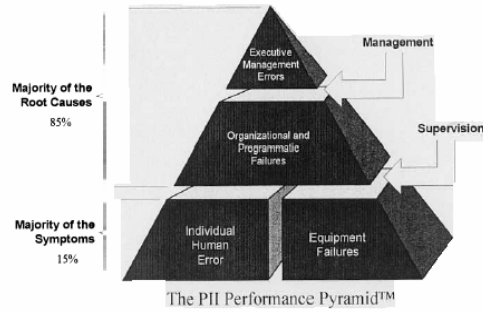 Executive
Management
Errors
Management
Majority of the
Root Causes
85%
Organizational and
Programmatic
Failures
Supervision
Majority of the
Symptoms
15%
Individual
Human
Error
Equipment
Failures
The PII Performance Pyramid™